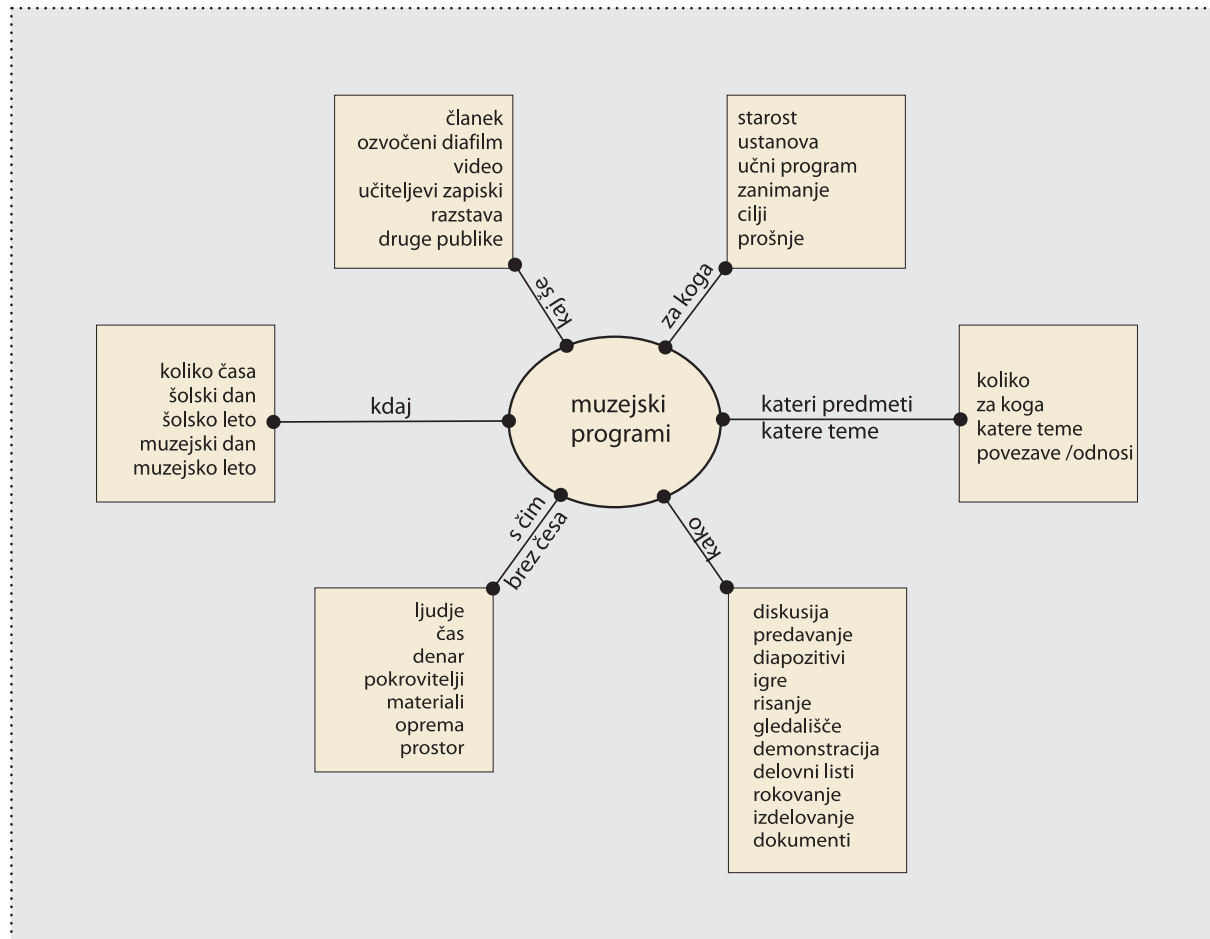 članek
ozvočeni diafilm
video
učiteljevi zapiski
razstava
druge publike
starost
ustanova
učni program
zanimanje
cilji
prošnje
kaj še
za koga
koliko časa
šolski dan
šolsko leto
muzejski dan
muzejsko leto
kdaj
muzejski
programi
kateri predmeti
katere teme
koliko
za koga
katere teme
povezave /odnosi
s čim
brez česa
kako
ljudje
čas
denar
pokrovitelji
materiali
oprema
prostor
diskusija
predavanje
diapozitivi
igre
risanje
gledališče
demonstracija
delovni listi
rokovanje
izdelovanje
dokumenti